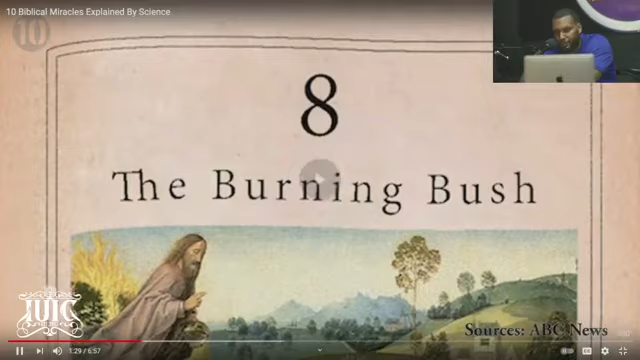 10 Biblical Miracles Explained By Science
10
8
The Burning Bush
IUIC
Sources: ABC News
1:29 / 6:57